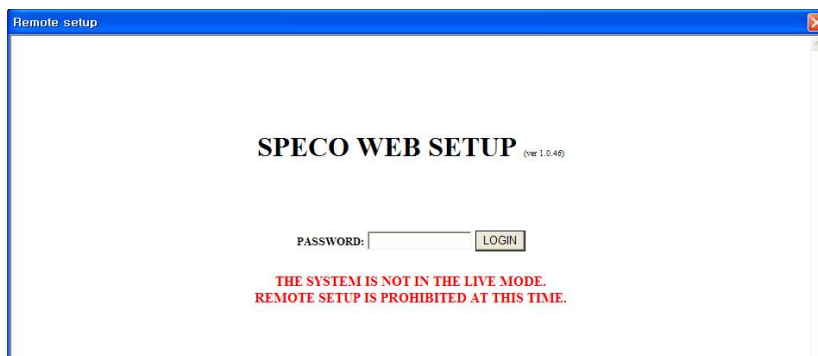 Remote setup
SPECO WEB SETUP (ver 1.0.46)
PASSWORD: LOGIN
THE SYSTEM IS NOT IN THE LIVE MODE.
REMOTE SETUP IS PROHIBITED AT THIS TIME.